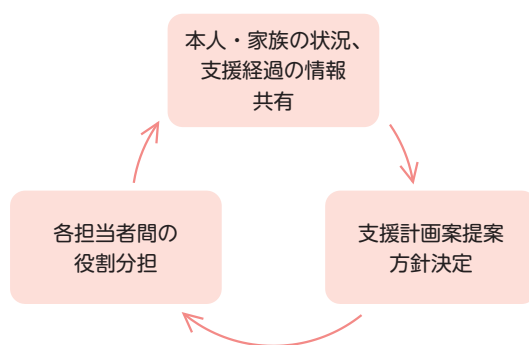 本人・家族の状況、
支援経過の情報
共有
支援計画案提案
方針決定
各担当者間の
役割分担